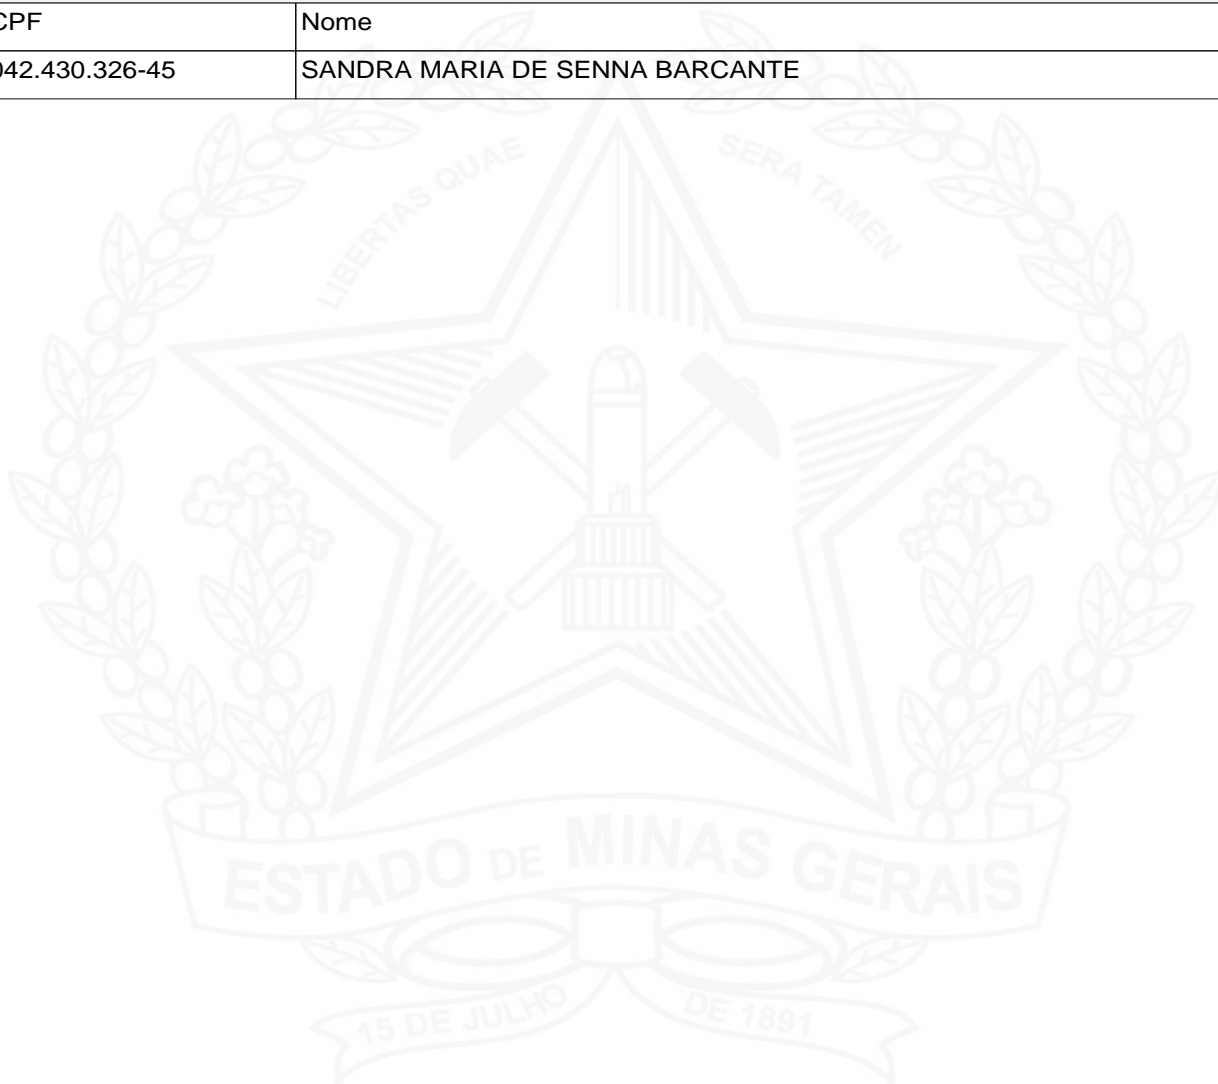 CPF Nome
042.430.326-45 SANDRA MARIA DE SENNA BARCANTE
LIBERTAS QUAE SERA TAMEN
ESTADO DE MINAS GERAIS
15 DE JULHO DE 1891